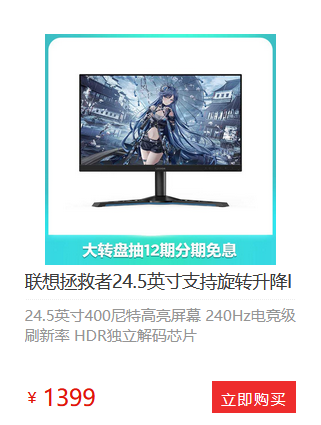 大转盘抽12期分期免息
联想拯救者24.5英寸支持旋转升降
24.5英寸400尼特高亮屏幕 240Hz电竞级
刷新率 HDR独立解码芯片
¥ 1399
立即购买